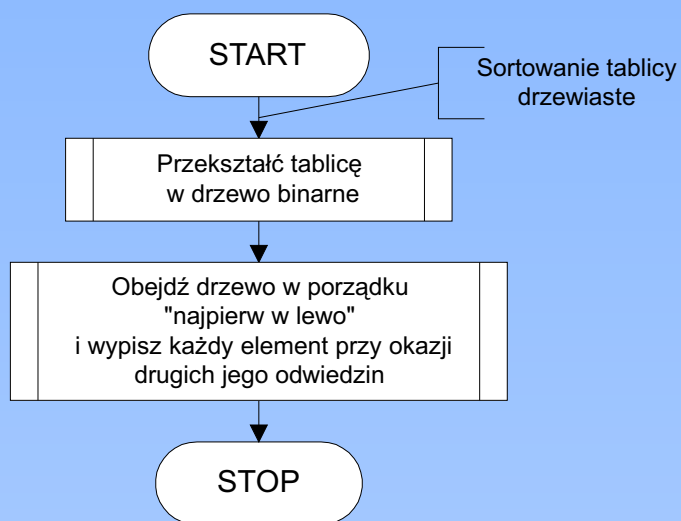 START
Sortowanie tablicy
drzewiaste
Przekształć tablicę
w drzewo binarne
Obejdź drzewo w porządku
"najpierw w lewo"
i wypisz każdy element przy okazji
drugich jego odwiedzin
STOP